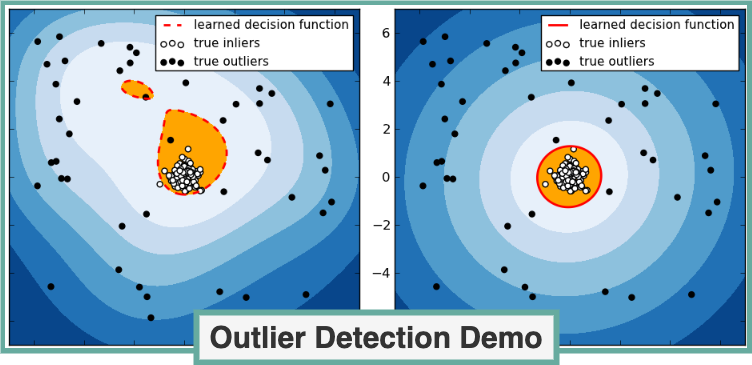 learned decision function
true inliers
true outliers
learned decision function
true inliers
true outliers
6
4
2
0
−2
−4
Outlier Detection Demo